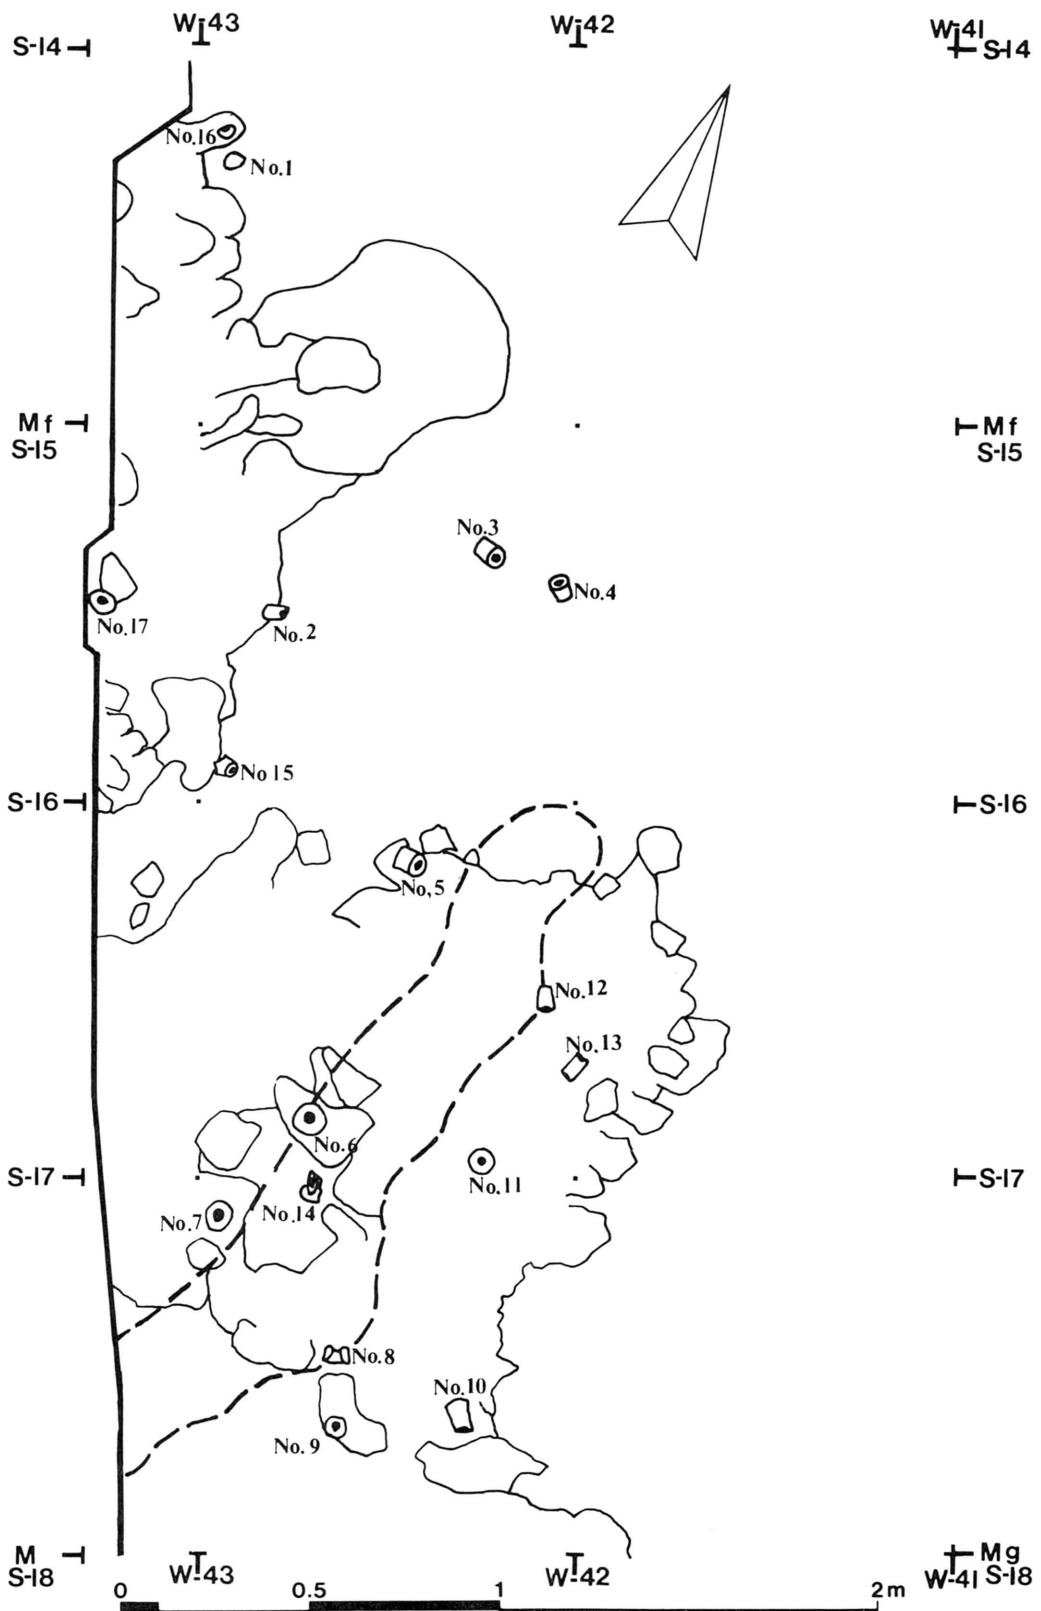 W-43
W-42
W-41
S-14
S-14
No.16
No.1
Mf
S-15
Mf
S-15
No.3
No.4
No.17
No.2
No 15
S-16
S-16
No,5
No.12
No.13
No.6
S-17
No.11
S-17
No.14
No.7
No.8
No.10
No. 9
M
S-18
W-43
W-42
Mg
W-41 S-18
0 0.5 1 2m